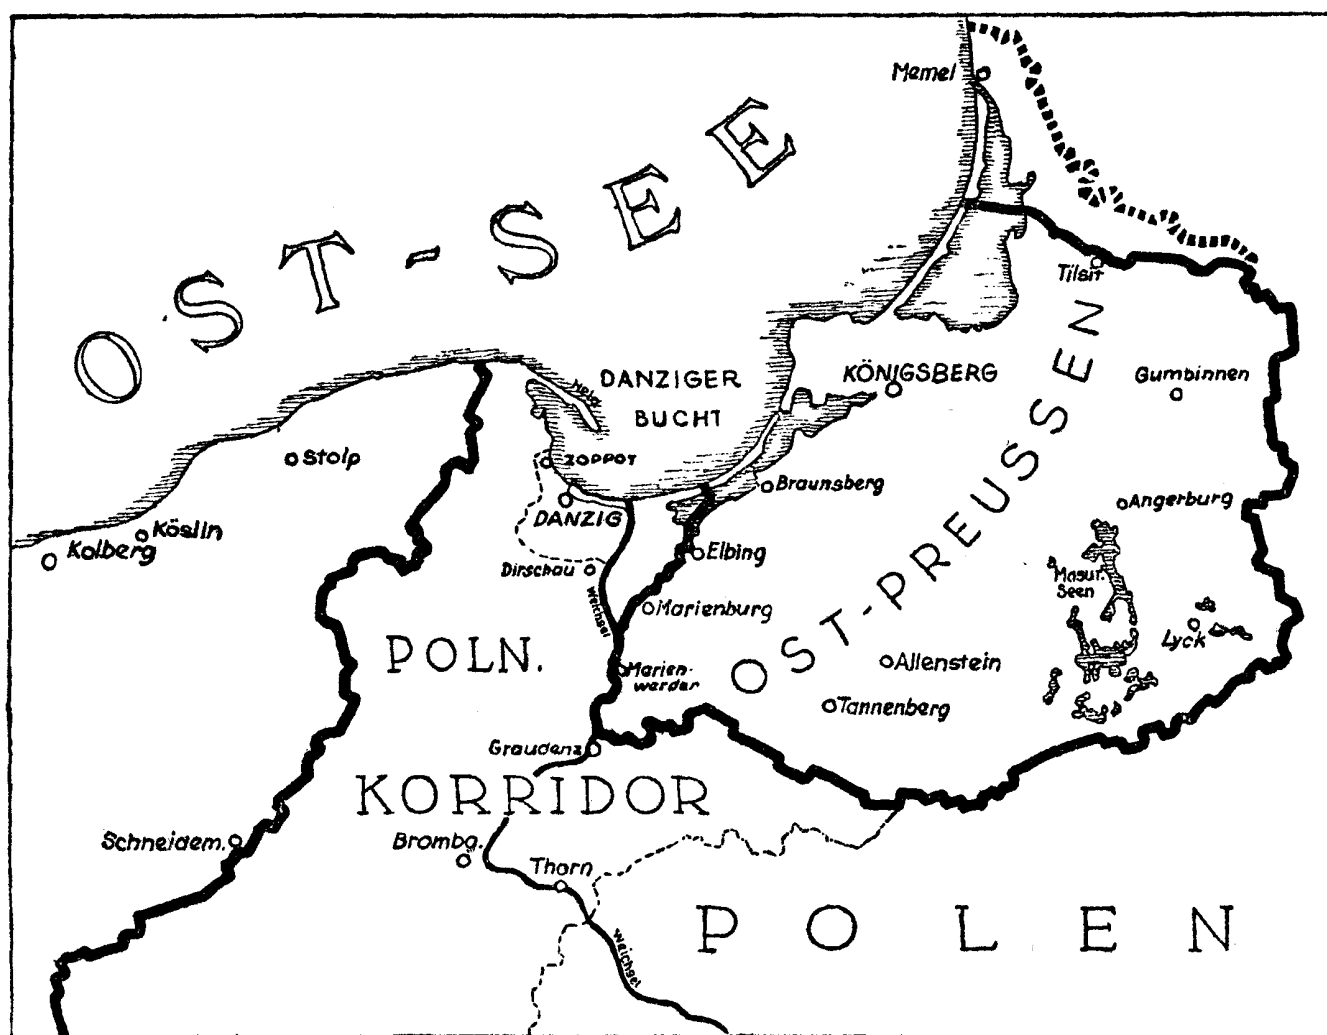 Memel
OST-SEE
Tilsit
Hela
DANZIGER
BUCHT
KÖNIGSBERG
Gumbinnen
Stolp
ZOPPOT
Braunsberg
DANZIG
Angerburg
Köslin
Kolberg
Elbing
Dirschau
Masur.
Seen
Weichsel
Marienburg
OST-PREUSSEN
Lyck
POLN.
Allenstein
Marien-
werder
Tannenberg
Graudenz
KORRIDOR
Schneidem.
Brombg.
Thorn
POLEN
Weichsel